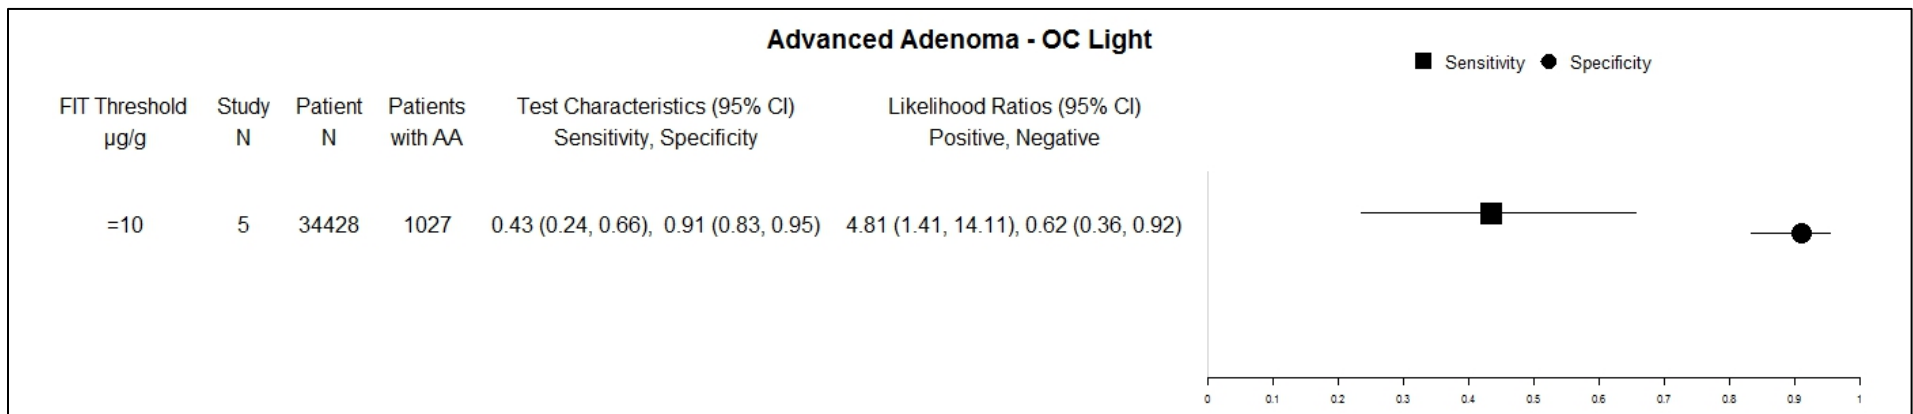 Advanced Adenoma - OC Light
Sensitivity Specificity
FIT Threshold Study Patient Patients Test Characteristics (95% CI) Likelihood Ratios (95% CI)
µg/g N N with AA Sensitivity, Specificity Positive, Negative
=10 5 34428 1027 0.43 (0.24, 0.66), 0.91 (0.83, 0.95) 4.81 (1.41, 14.11), 0.62 (0.36, 0.92)
0 0.1 0.2 0.3 0.4 0.5 0.6 0.7 0.8 0.9 1